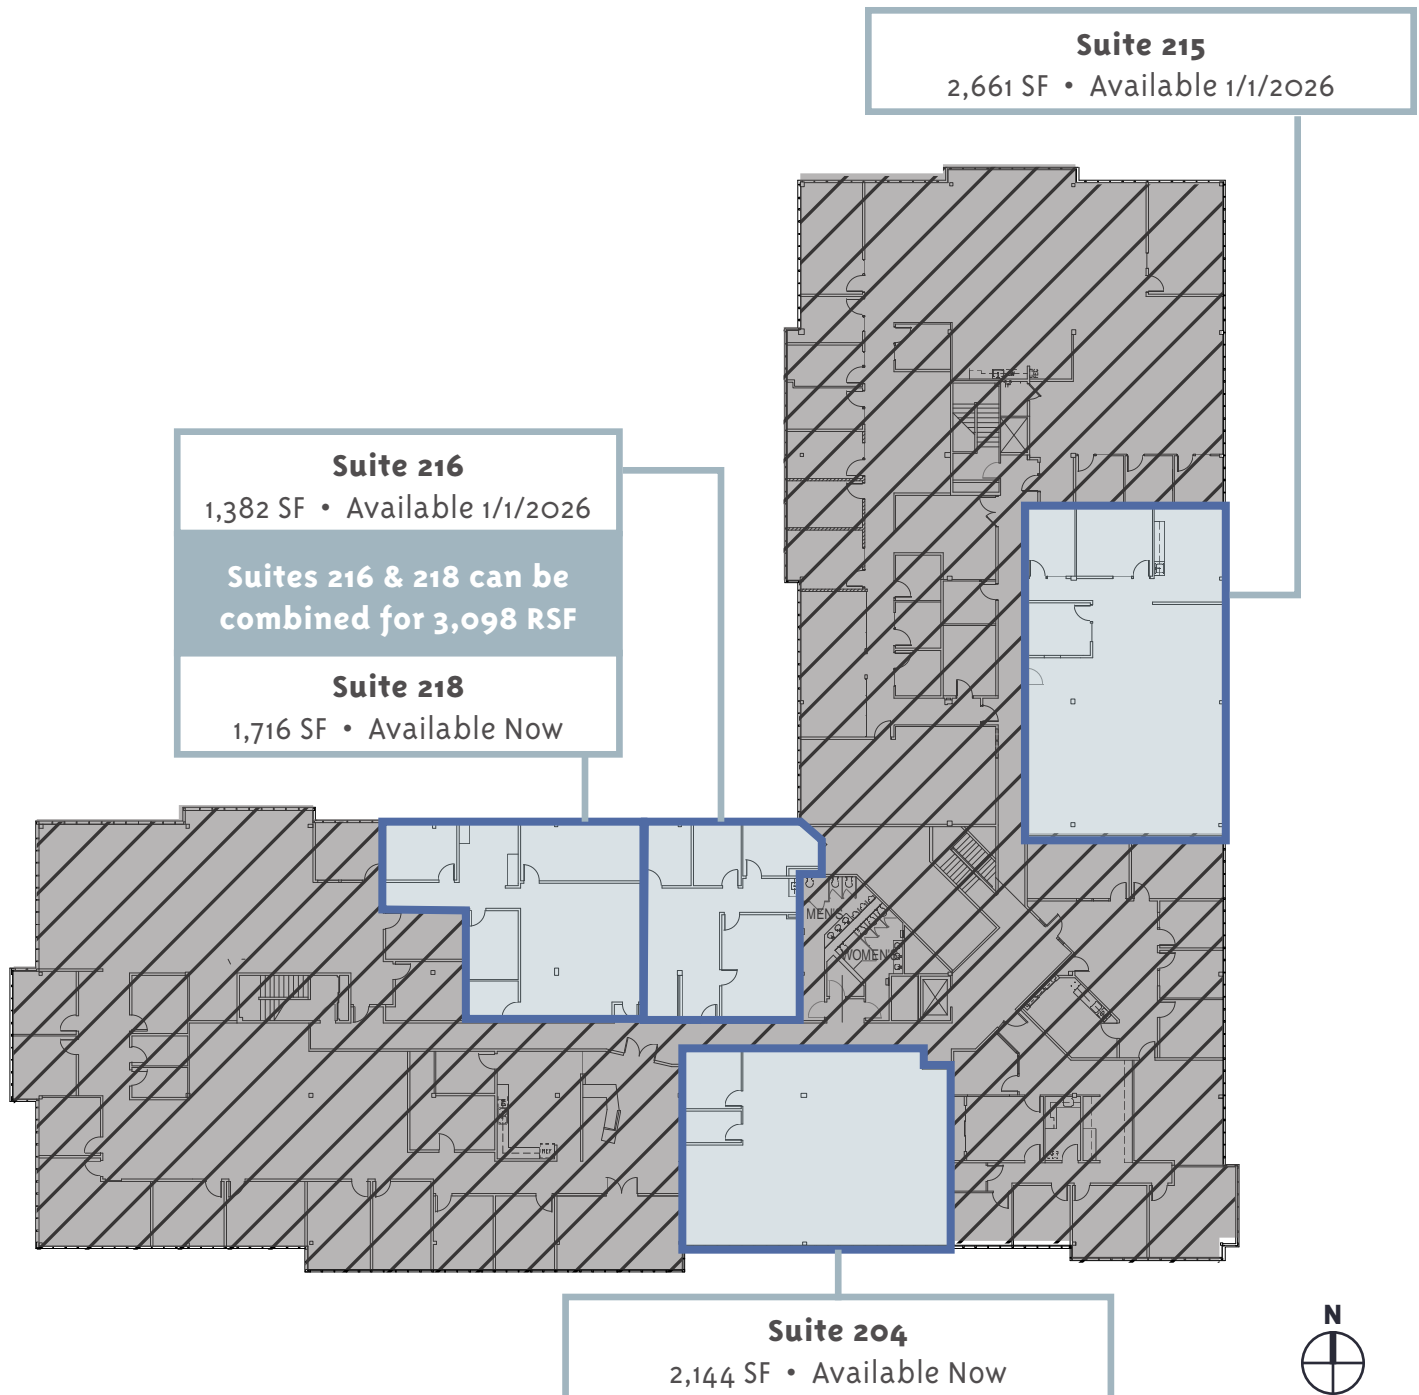 Suite 215
2,661 SF • Available 1/1/2026
Suite 216
1,382 SF • Available 1/1/2026
Suites 216 & 218 can be
combined for 3,098 RSF
Suite 218
1,716 SF • Available Now
MEN'S
WOMEN'S
REF
Suite 204
2,144 SF • Available Now
N